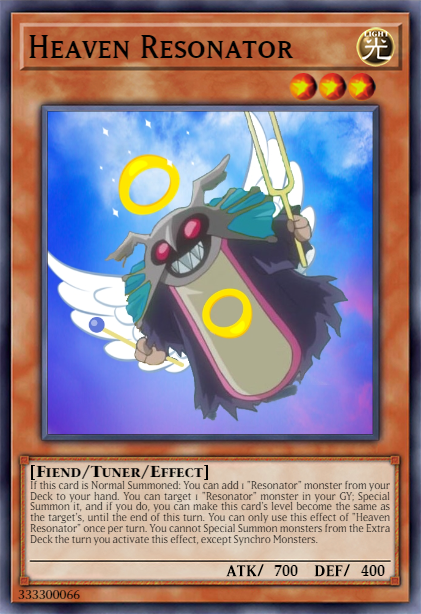 Heaven Resonator
LIGHT
光
[Fiend/Tuner/Effect]
If this card is Normal Summoned: You can add 1 "Resonator" monster from your
Deck to your hand. You can target 1 "Resonator" monster in your GY; Special
Summon it, and if you do, you can make this card's level become the same as
the target's, until the end of this turn. You can only use this effect of "Heaven
Resonator" once per turn. You cannot Special Summon monsters from the Extra
Deck the turn you activate this effect, except Synchro Monsters.
ATK/ 700 DEF/ 400
333300066